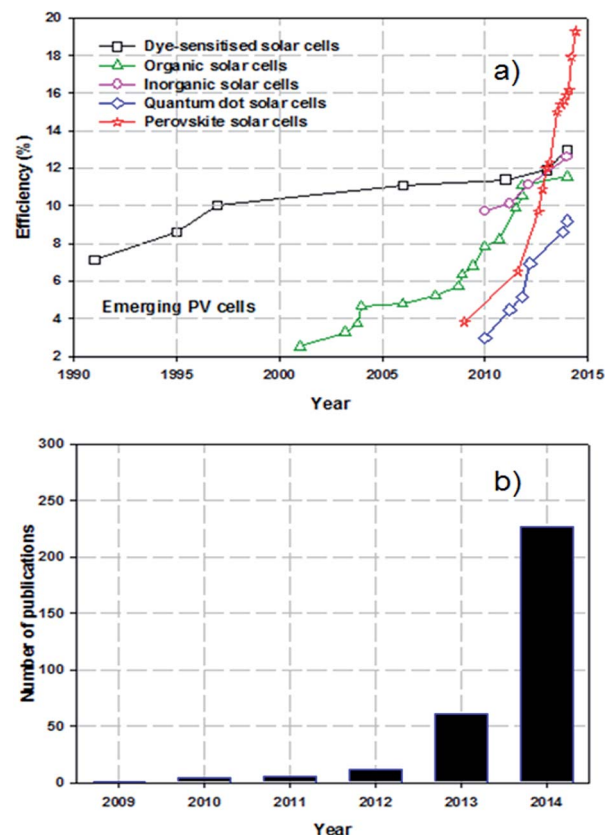 20
18
16
14
12
10
8
6
4
2
Efficiency (%)
Dye-sensitised solar cells
Organic solar cells
Inorganic solar cells
Quantum dot solar cells
Perovskite solar cells
a)
Emerging PV cells
1990 1995 2000 2005 2010 2015
Year
300
250
200
150
100
50
0
Number of publications
b)
2009 2010 2011 2012 2013 2014
Year